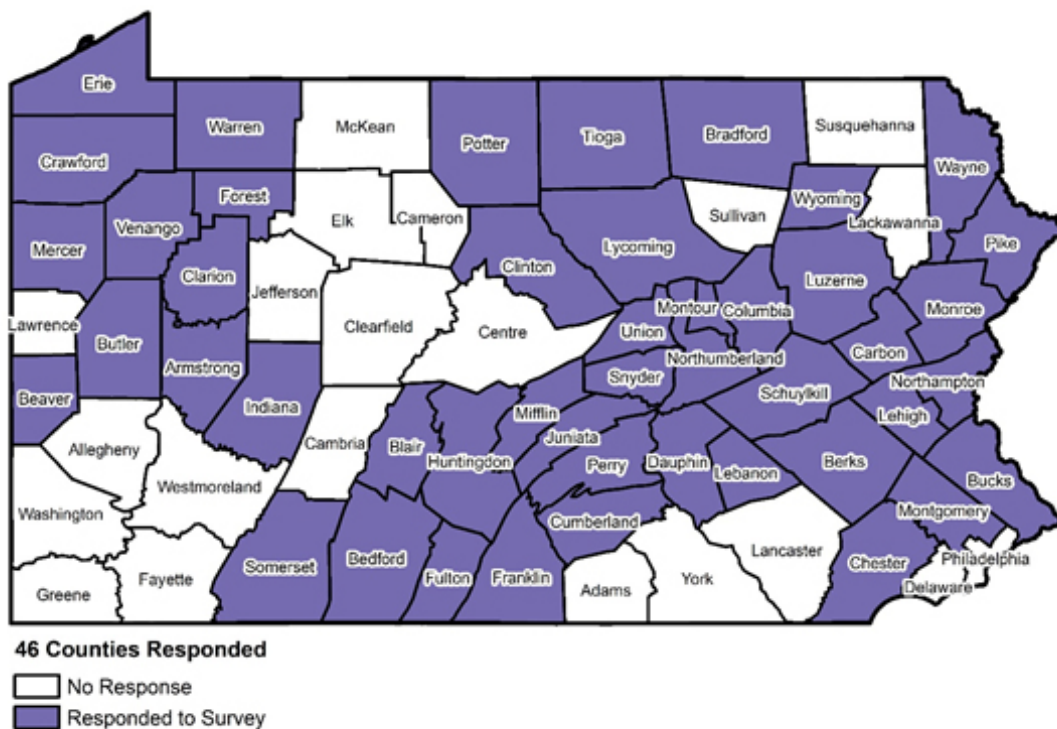 Erie
Warren
McKean
Potter
Tioga
Bradford
Susquehanna
Wayne
Crawford
Forest
Elk
Cameron
Sullivan
Wyoming
Lackawanna
Venango
Mercer
Clarion
Jefferson
Clinton
Lycoming
Luzerne
Pike
Lawrence
Butler
Clearfield
Centre
Union
Montour
Columbia
Monroe
Armstrong
Indiana
Snyder
Northumberland
Carbon
Beaver
Schuylkill
Northampton
Lehigh
Allegheny
Cambria
Blair
Huntingdon
Mifflin
Juniata
Perry
Dauphin
Lebanon
Berks
Bucks
Westmoreland
Washington
Cumberland
Montgomery
Lancaster
Philadelphia
Somerset
Bedford
Fulton
Franklin
Chester
Fayette
Greene
Adams
York
Delaware
46 Counties Responded
No Response
Responded to Survey